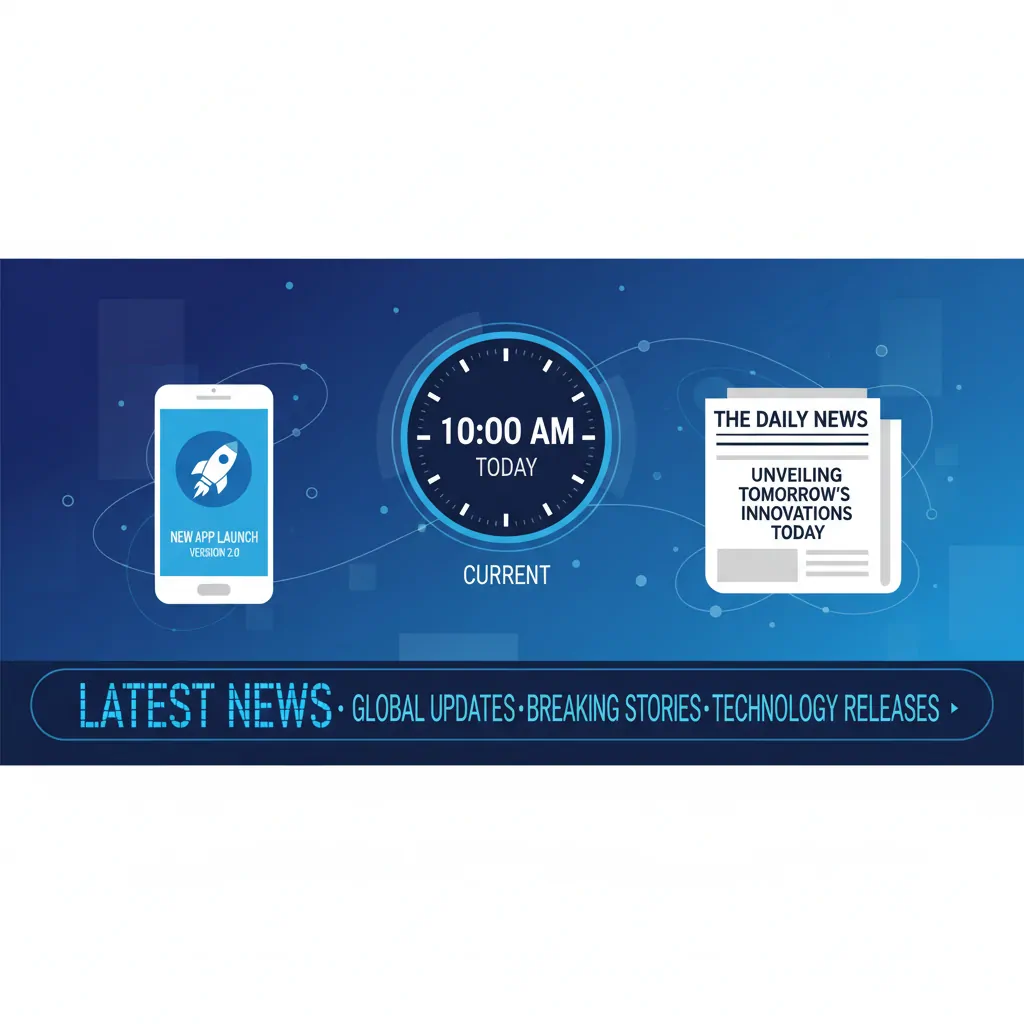 NEW APP LAUNCH
VERSION 2.0
10:00 AM
TODAY
CURRENT
THE DAILY NEWS
UNVEILING
TOMORROW'S
INNOVATIONS
TODAY
LATEST NEWS • GLOBAL UPDATES • BREAKING STORIES • TECHNOLOGY RELEASES